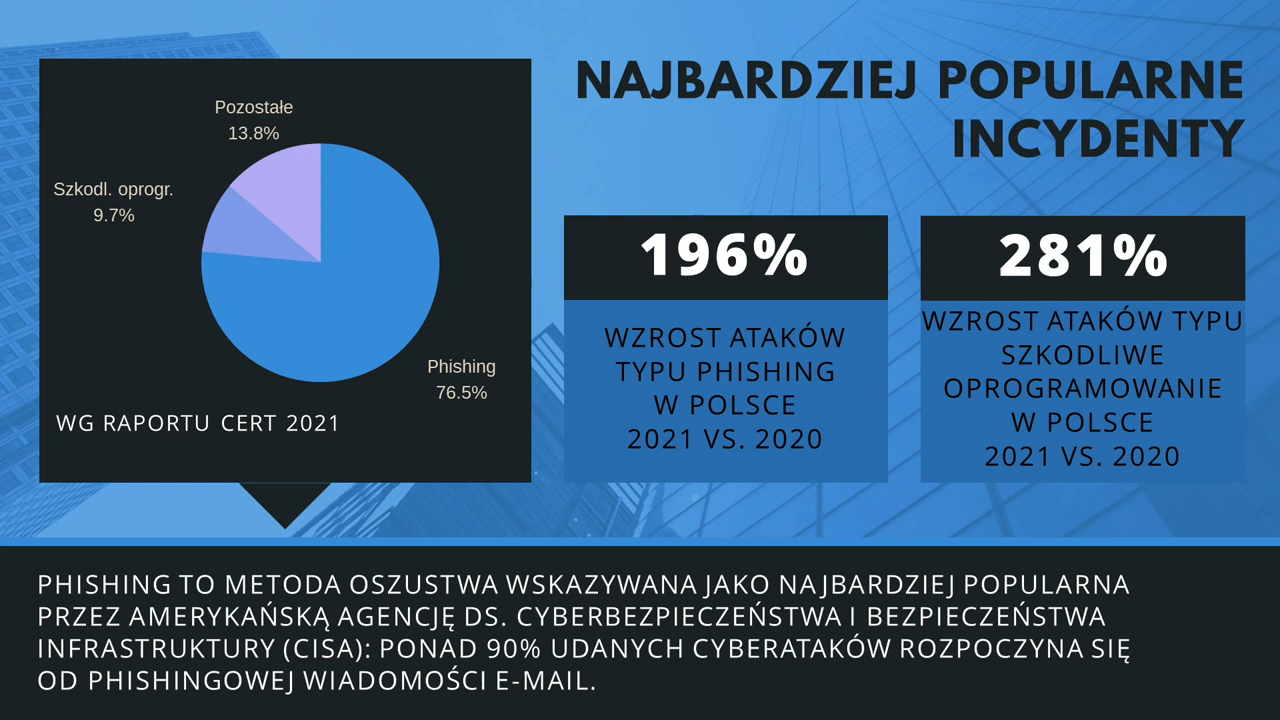 NAJBARDZIEJ POPULARNE
INCYDENTY
Pozostałe
13.8%
Szkodl. oprogr.
9.7%
Phishing
76.5%
WG RAPORTU CERT 2021
196%
WZROST ATAKÓW
TYPU PHISHING
W POLSCE
2021 VS. 2020
281%
WZROST ATAKÓW TYPU
SZKODLIWE
OPROGRAMOWANIE
W POLSCE
2021 VS. 2020
PHISHING TO METODA OSZUSTWA WSKAZYWANA JAKO NAJBARDZIEJ POPULARNA
PRZEZ AMERYKAŃSKĄ AGENCJĘ DS. CYBERBEZPIECZEŃSTWA I BEZPIECZEŃSTWA
INFRASTRUKTURY (CISA): PONAD 90% UDANYCH CYBERATAKÓW ROZPOCZYNA SIĘ
OD PHISHINGOWEJ WIADOMOŚCI E-MAIL.